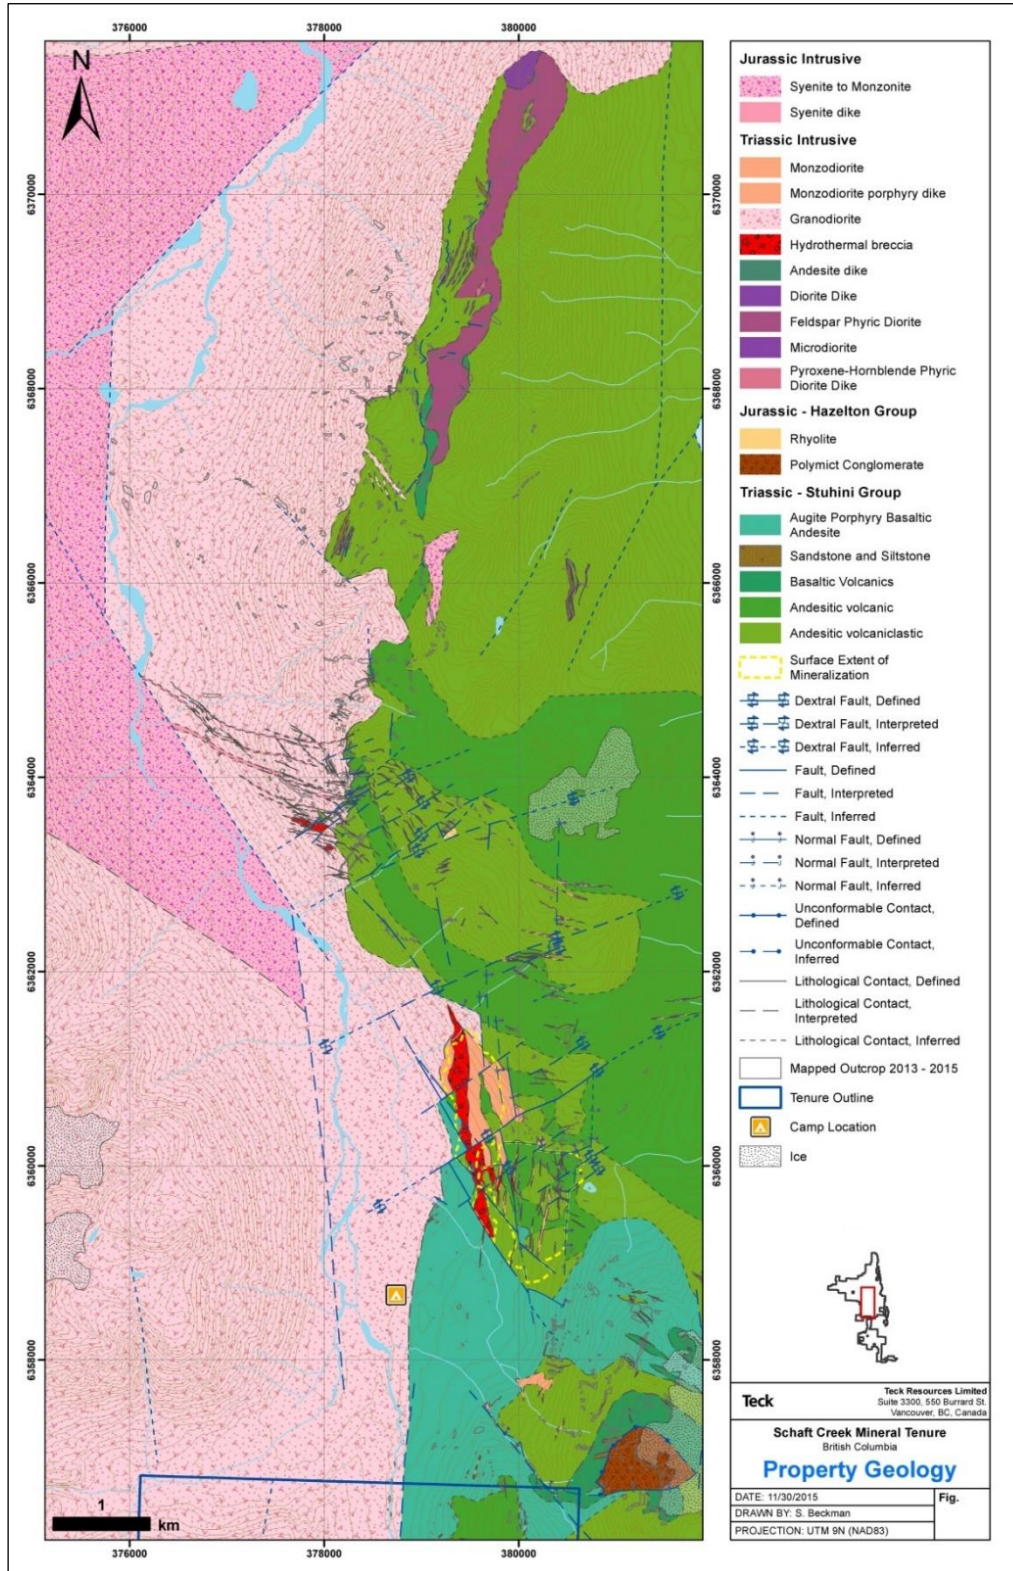 376000
378000
380000
N
6370000
6368000
6366000
6364000
6362000
6360000
6358000
6370000
6368000
6366000
6364000
6362000
6360000
6358000
1
km
376000
378000
380000
Jurassic Intrusive
Syenite to Monzonite
Syenite dike
Triassic Intrusive
Monzodiorite
Monzodiorite porphyry dike
Granodiorite
Hydrothermal breccia
Andesite dike
Diorite Dike
Feldspar Phyric Diorite
Microdiorite
Pyroxene-Hornblende Phyric
Diorite Dike
Jurassic - Hazelton Group
Rhyolite
Polymict Conglomerate
Triassic - Stuhini Group
Augite Porphyry Basaltic
Andesite
Sandstone and Siltstone
Basaltic Volcanics
Andesitic volcanic
Andesitic volcaniclastic
Surface Extent of
Mineralization
Dextral Fault, Defined
Dextral Fault, Interpreted
Dextral Fault, Inferred
Fault, Defined
Fault, Interpreted
Fault, Inferred
Normal Fault, Defined
Normal Fault, Interpreted
Normal Fault, Inferred
Unconformable Contact,
Defined
Unconformable Contact,
Inferred
Lithological Contact, Defined
Lithological Contact,
Interpreted
Lithological Contact, Inferred
Mapped Outcrop 2013 - 2015
Tenure Outline
Camp Location
Ice
Teck
Teck Resources Limited
Suite 3300, 550 Burrard St.
Vancouver, BC, Canada
Schaft Creek Mineral Tenure
British Columbia
Property Geology
DATE: 11/30/2015
Fig.
DRAWN BY: S. Beckman
PROJECTION: UTM 9N (NAD83)